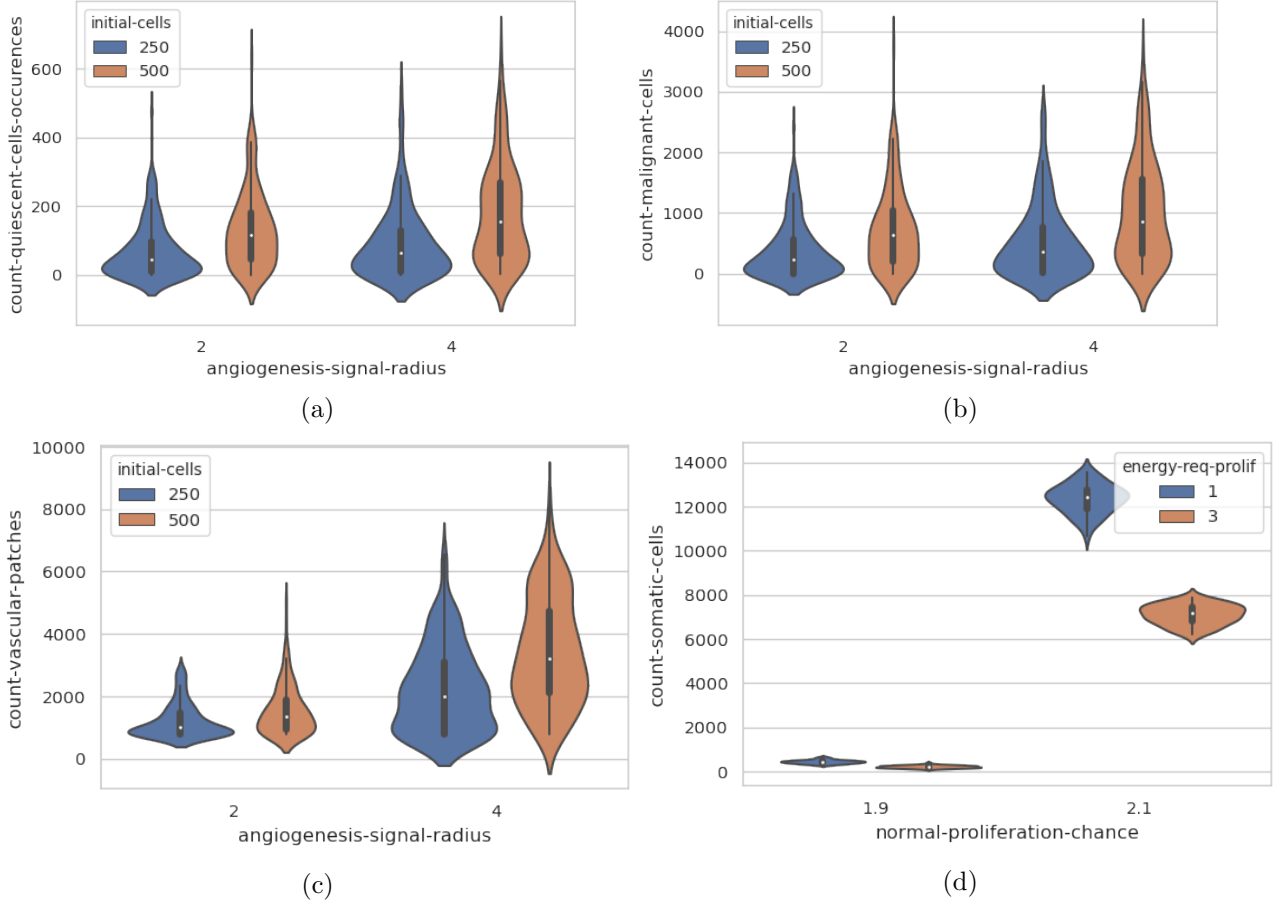 initial-cells
250
500
600
400
200
0
count-quiescent-cells-occurences
2
4
angiogenesis-signal-radius
(a)
initial-cells
250
500
4000
3000
2000
1000
0
count-malignant-cells
2
4
angiogenesis-signal-radius
(b)
initial-cells
250
500
10000
8000
6000
4000
2000
0
count-vascular-patches
2
4
angiogenesis-signal-radius
(c)
energy-req-prolif
1
3
14000
12000
10000
8000
6000
4000
2000
0
count-somatic-cells
1.9
2.1
normal-proliferation-chance
(d)